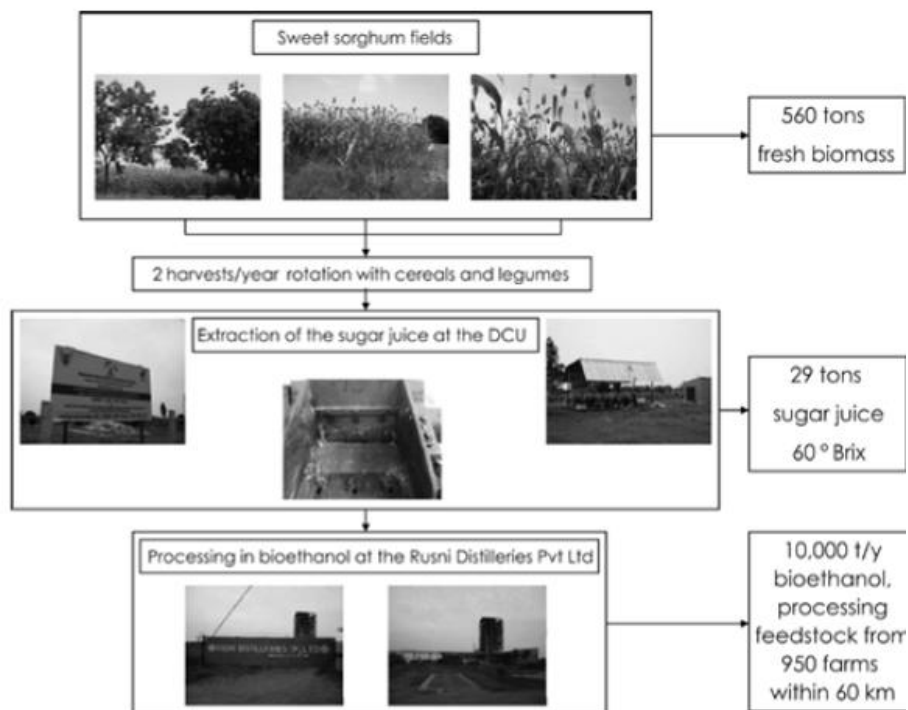 Sweet sorghum fields
560 tons
fresh biomass
2 harvests/year rotation with cereals and legumes
Extraction of the sugar juice at the DCU
29 tons
sugar juice
60 º Brix
Processing in bioethanol at the Rusni Distilleries Pvt Ltd
10,000 t/y
bioethanol,
processing
feedstock from
950 farms
within 60 km